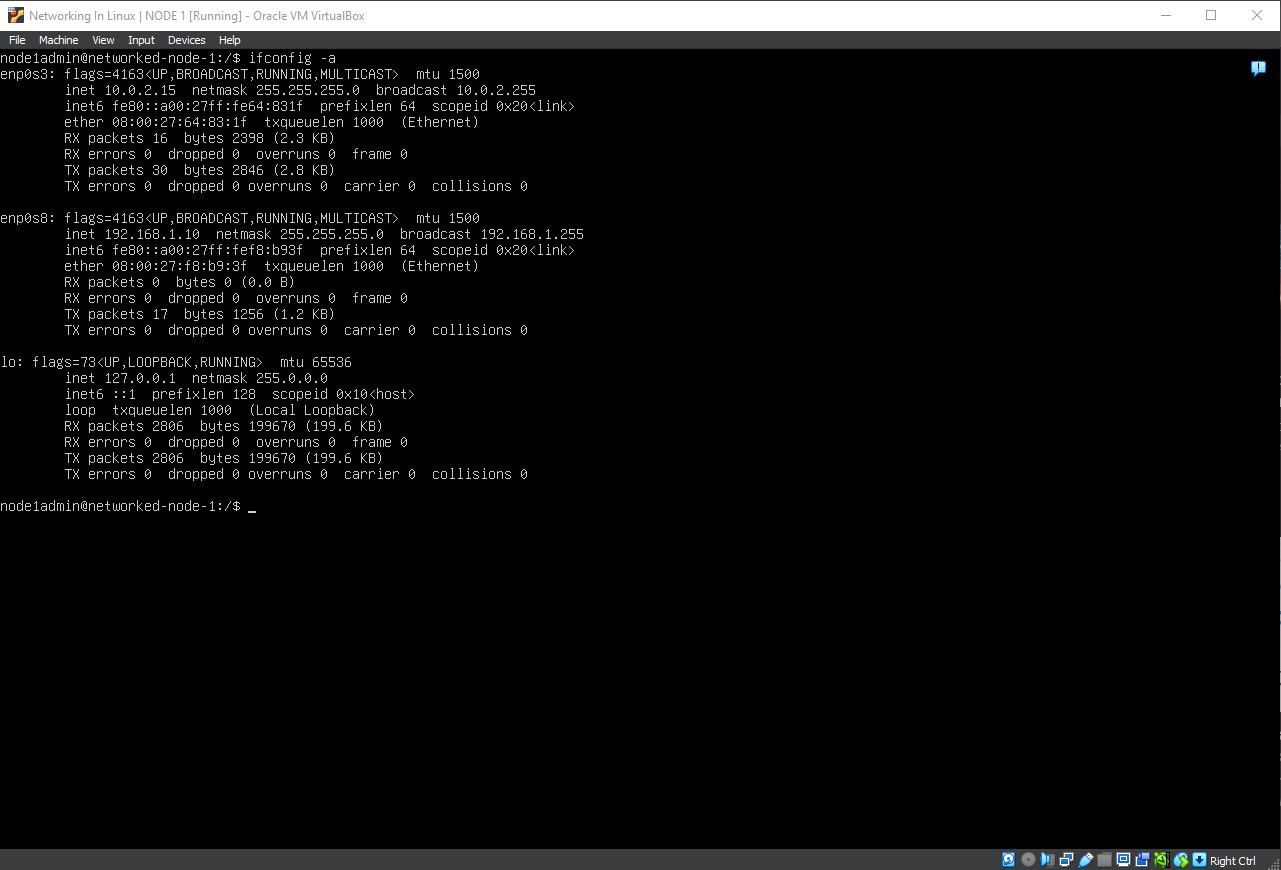 Networking In Linux | NODE 1 [Running] - Oracle VM VirtualBox
File Machine View Input Devices Help
node1admin@networked-node-1:/$ ifconfig -a
enp0s3: flags=4163<UP,BROADCAST,RUNNING,MULTICAST>  mtu 1500
        inet 10.0.2.15  netmask 255.255.255.0  broadcast 10.0.2.255
        inet6 fe80::a00:27ff:fe64:831f  prefixlen 64  scopeid 0x20<link>
        ether 08:00:27:64:83:1f  txqueuelen 1000  (Ethernet)
        RX packets 16  bytes 2398 (2.3 KB)
        RX errors 0  dropped 0  overruns 0  frame 0
        TX packets 30  bytes 2846 (2.8 KB)
        TX errors 0  dropped 0 overruns 0  carrier 0  collisions 0

enp0s8: flags=4163<UP,BROADCAST,RUNNING,MULTICAST>  mtu 1500
        inet 192.168.1.10  netmask 255.255.255.0  broadcast 192.168.1.255
        inet6 fe80::a00:27ff:fef8:b93f  prefixlen 64  scopeid 0x20<link>
        ether 08:00:27:f8:b9:3f  txqueuelen 1000  (Ethernet)
        RX packets 0  bytes 0 (0.0 B)
        RX errors 0  dropped 0  overruns 0  frame 0
        TX packets 17  bytes 1256 (1.2 KB)
        TX errors 0  dropped 0 overruns 0  carrier 0  collisions 0

lo: flags=73<UP,LOOPBACK,RUNNING>  mtu 65536
        inet 127.0.0.1  netmask 255.0.0.0
        inet6 ::1  prefixlen 128  scopeid 0x10<host>
        loop  txqueuelen 1000  (Local Loopback)
        RX packets 2806  bytes 199670 (199.6 KB)
        RX errors 0  dropped 0  overruns 0  frame 0
        TX packets 2806  bytes 199670 (199.6 KB)
        TX errors 0  dropped 0 overruns 0  carrier 0  collisions 0

node1admin@networked-node-1:/$ _
Right Ctrl